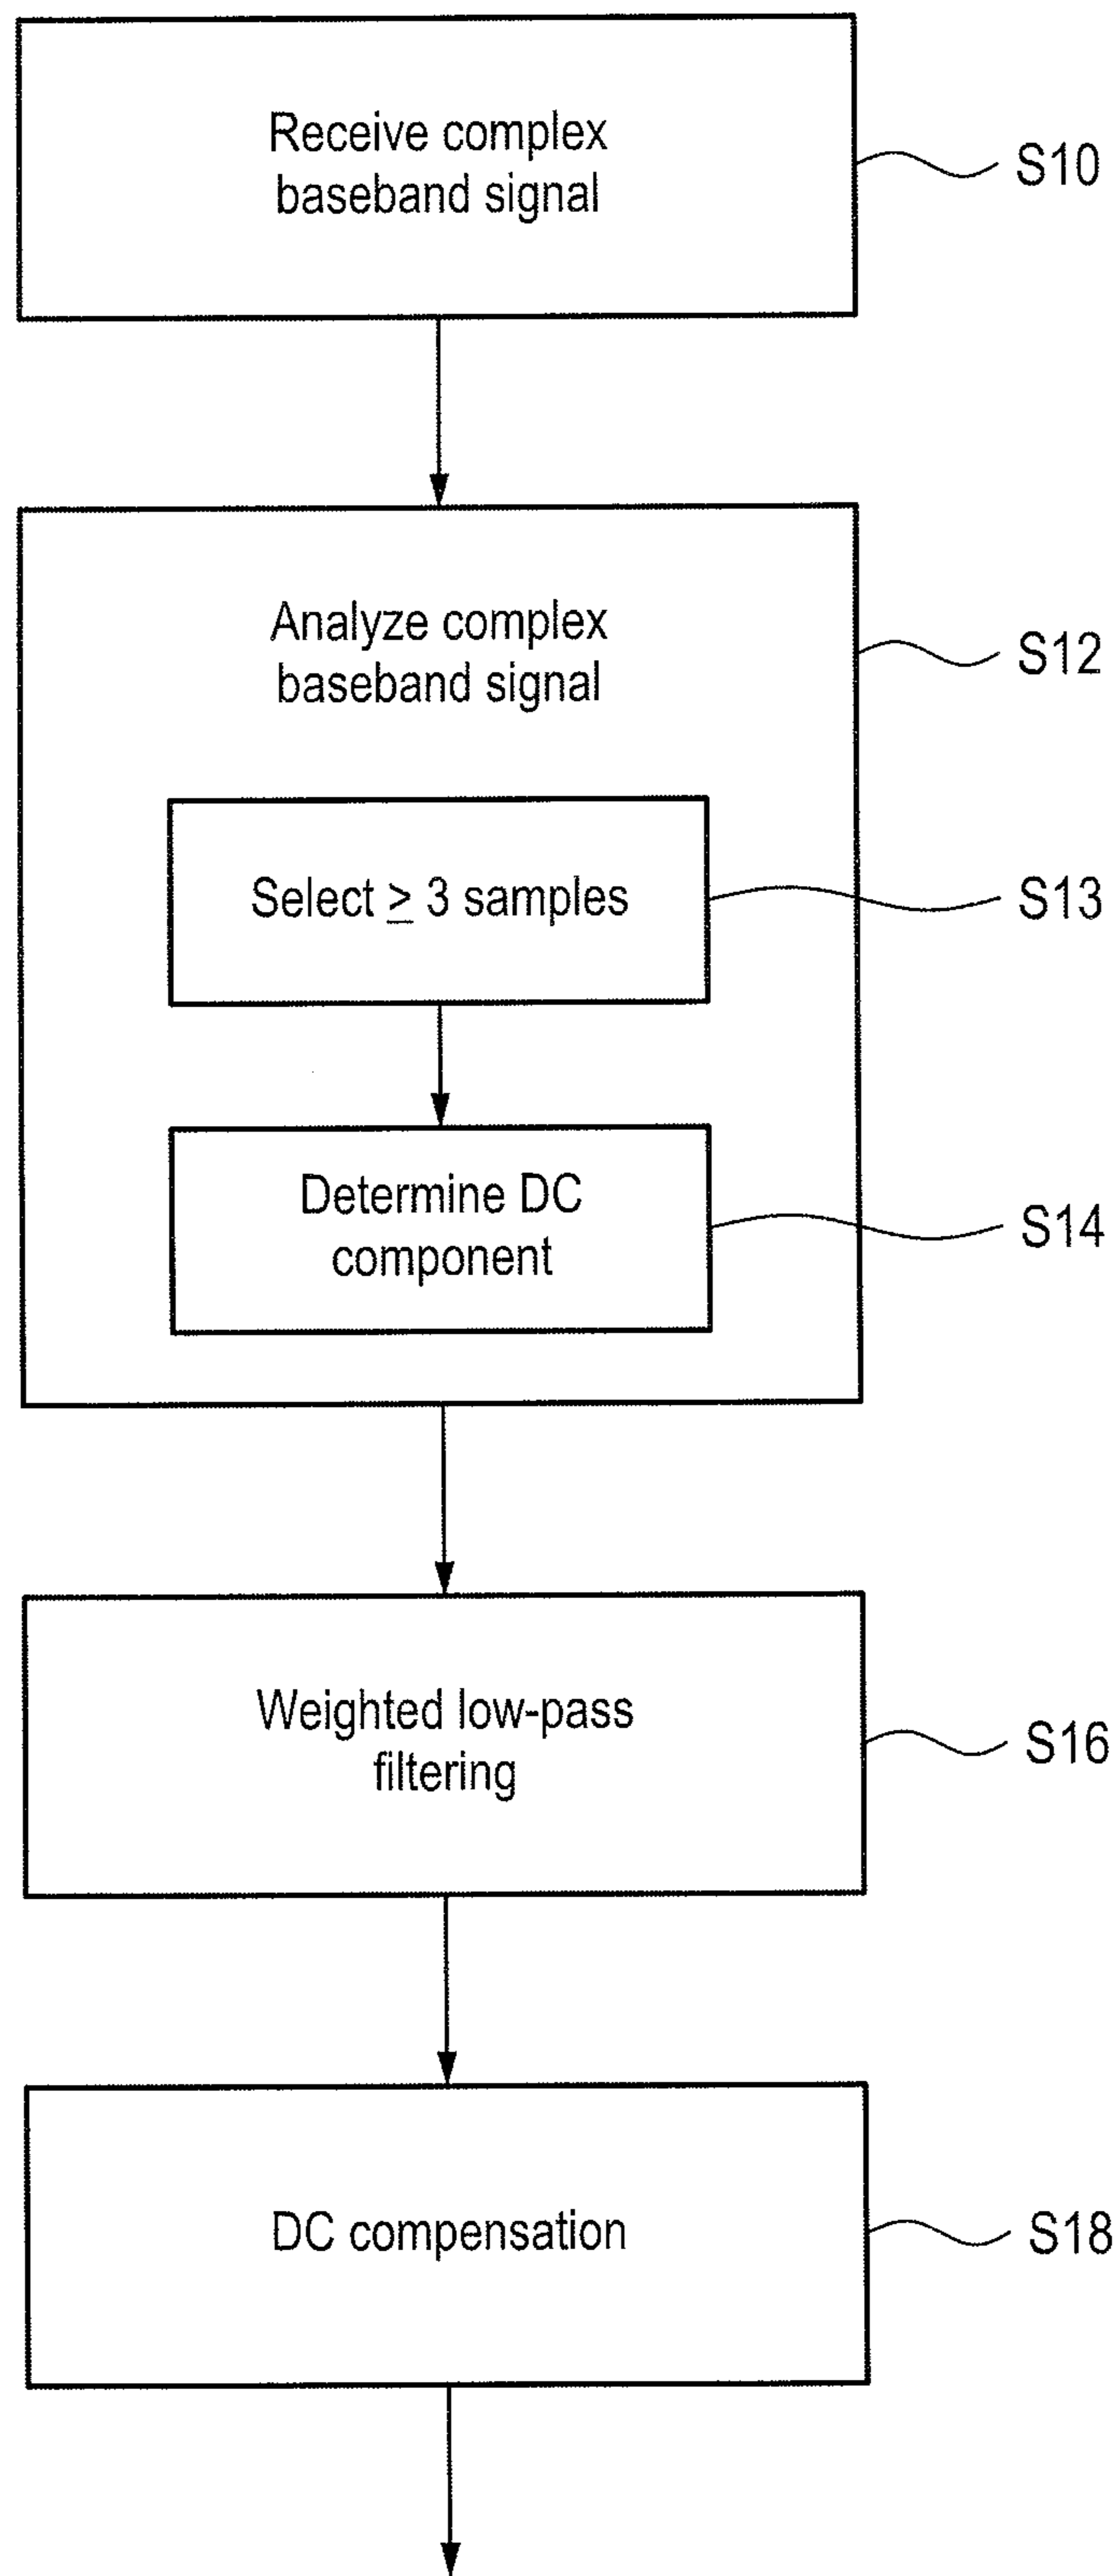 Receive complex
baseband signal
S10
Analyze complex
baseband signal
S12
Select ≥ 3 samples
S13
Determine DC
component
S14
Weighted low-pass
filtering
S16
DC compensation
S18